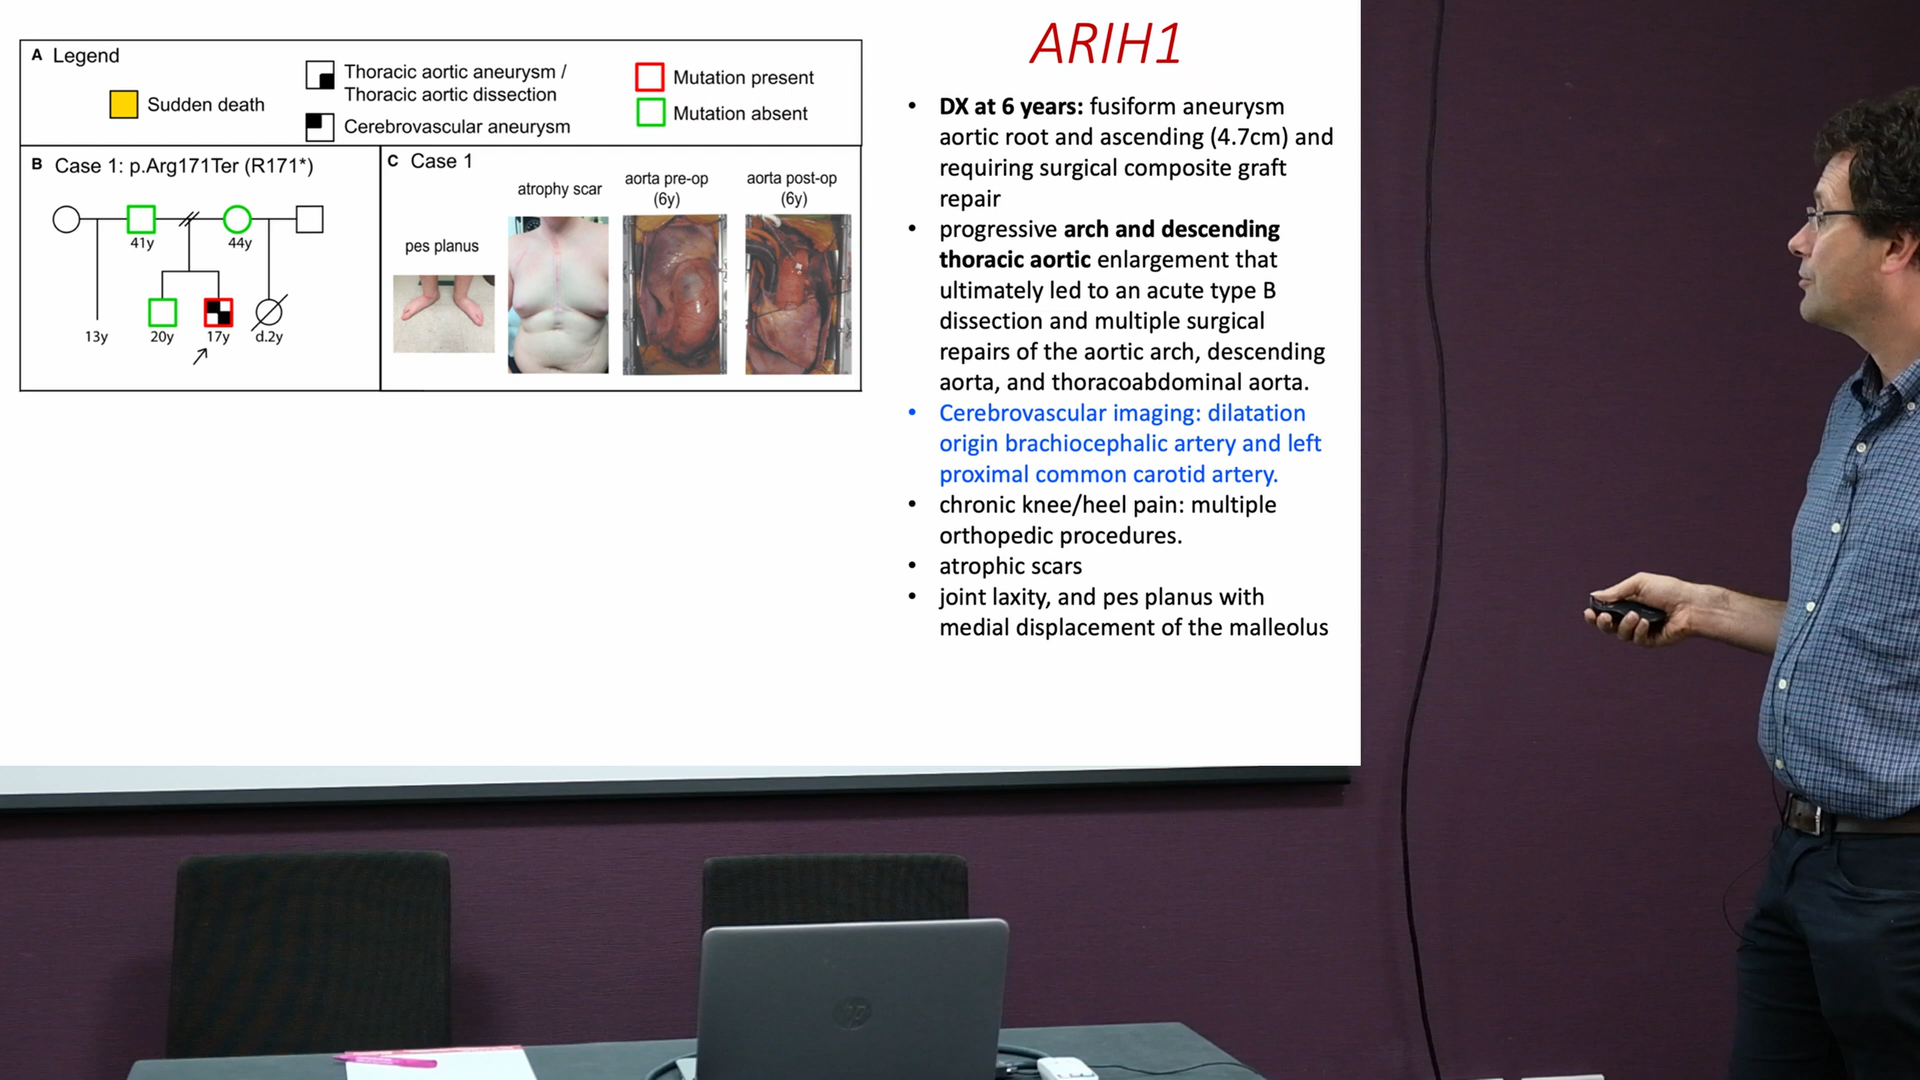 ARIH1
A Legend
Sudden death
Thoracic aortic aneurysm /
Thoracic aortic dissection
Cerebrovascular aneurysm
Mutation present
Mutation absent
B Case 1: p.Arg171Ter (R171*)
41y
44y
13y
20y
17y
d.2y
C Case 1
pes planus
atrophy scar
aorta pre-op
(6y)
aorta post-op
(6y)
• DX at 6 years: fusiform aneurysm
aortic root and ascending (4.7cm) and
requiring surgical composite graft
repair
• progressive arch and descending
thoracic aortic enlargement that
ultimately led to an acute type B
dissection and multiple surgical
repairs of the aortic arch, descending
aorta, and thoracoabdominal aorta.
• Cerebrovascular imaging: dilatation
origin brachiocephalic artery and left
proximal common carotid artery.
• chronic knee/heel pain: multiple
orthopedic procedures.
• atrophic scars
• joint laxity, and pes planus with
medial displacement of the malleolus
hp